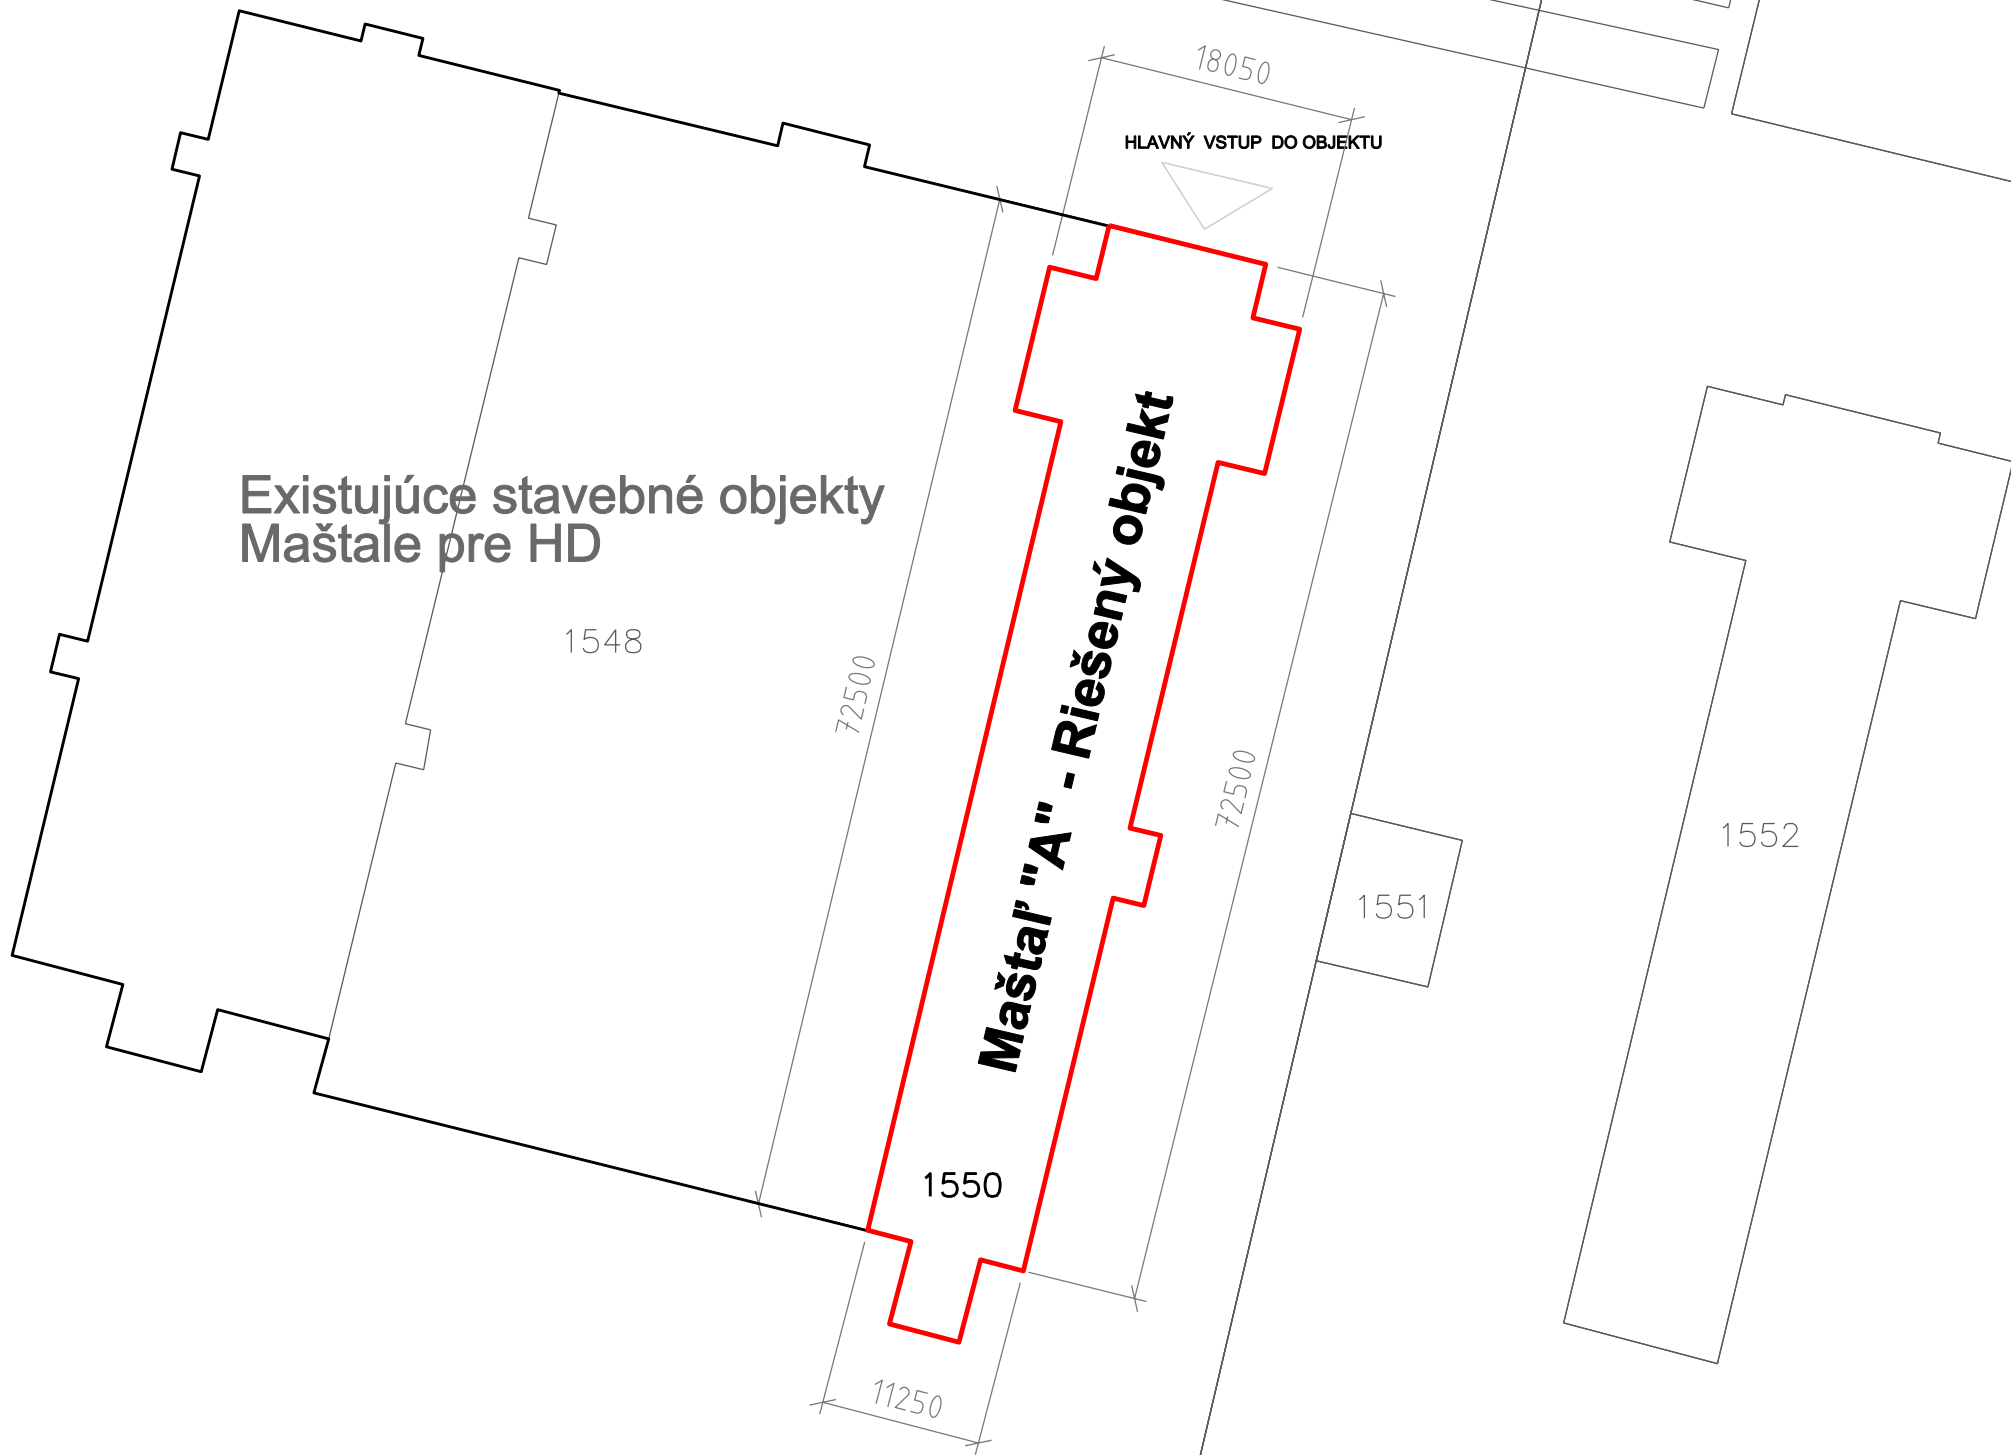 18050
HLAVNÝ VSTUP DO OBJEKTU
Existujúce stavebné objekty
Maštale pre HD
1548
72500
Maštaľ "A" - Riešený objekt
72500
1552
1551
1550
11250